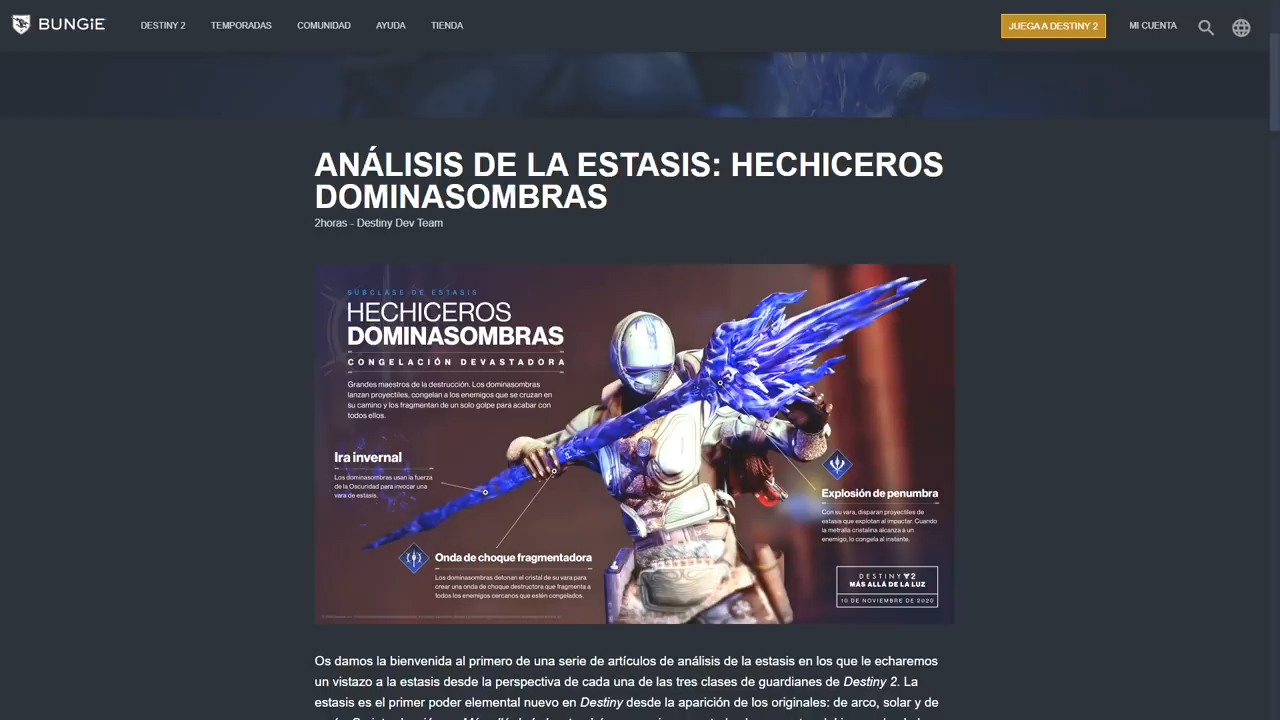 BUNGiE
DESTINY 2
TEMPORADAS
COMUNIDAD
AYUDA
TIENDA
JUEGA A DESTINY 2
MI CUENTA
ANÁLISIS DE LA ESTASIS: HECHICEROS
DOMINASOMBRAS
2horas - Destiny Dev Team
SUBCLASE DE ESTASIS
HECHICEROS
DOMINASOMBRAS
CONGELACIÓN DEVASTADORA
Grandes maestros de la destrucción. Los dominasombras
lanzan proyectiles, congelan a los enemigos que se cruzan en
su camino y los fragmentan de un solo golpe para acabar con
todos ellos.
Ira invernal
Los dominasombras usan la fuerza
de la Oscuridad para invocar una
vara de estasis.
Explosión de penumbra
Con su vara, disparan proyectiles de
estasis que explotan al impactar. Cuando
la metralla cristalina alcanza a un
enemigo, lo congela al instante.
Onda de choque fragmentadora
Los dominasombras detonan el cristal de su vara para
crear una onda de choque destructora que fragmenta a
todos los enemigos cercanos que estén congelados.
DESTINY 2
MÁS ALLÁ DE LA LUZ
10 DE NOVIEMBRE DE 2020
Os damos la bienvenida al primero de una serie de artículos de análisis de la estasis en los que le echaremos
un vistazo a la estasis desde la perspectiva de cada una de las tres clases de guardianes de Destiny 2. La
estasis es el primer poder elemental nuevo en Destiny desde la aparición de los originales: de arco, solar y de